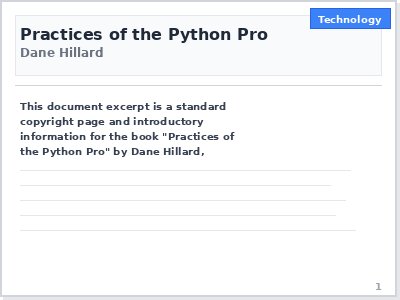 Technology
Practices of the Python Pro
Dane Hillard
This document excerpt is a standard
copyright page and introductory
information for the book "Practices of
the Python Pro" by Dane Hillard,
1